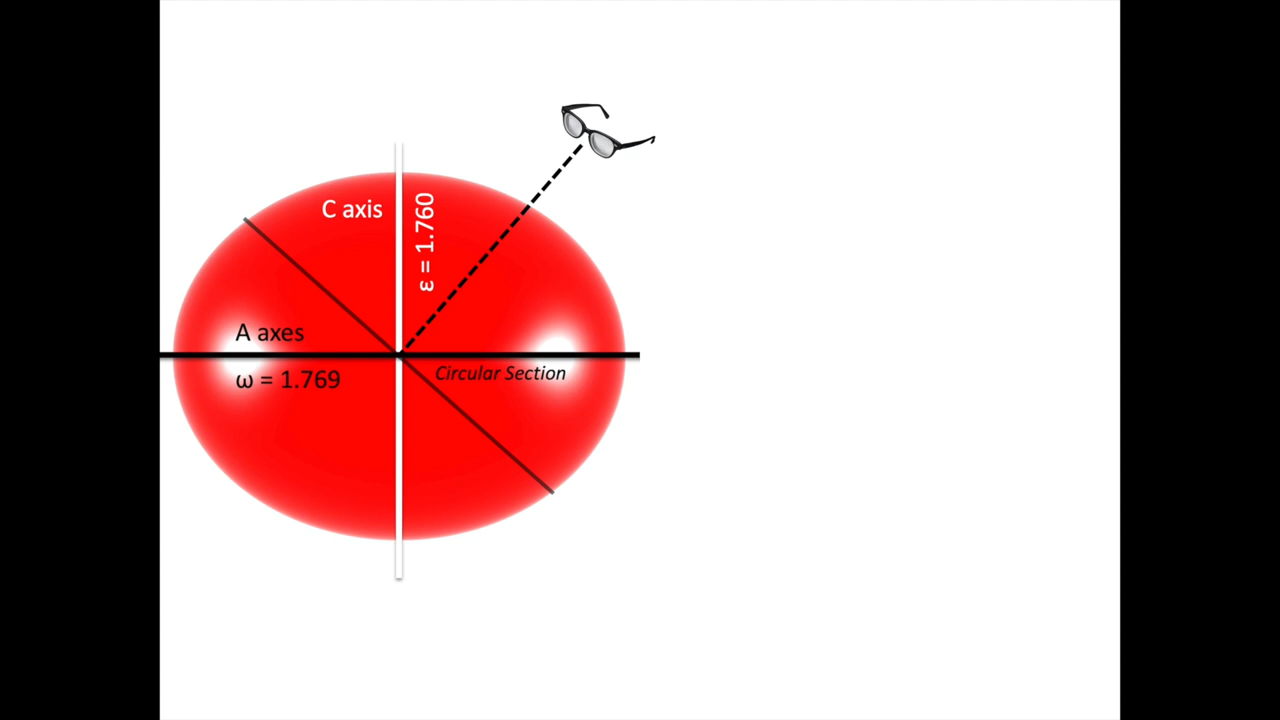 C axis
ε = 1.760
A axes
ω = 1.769
Circular Section